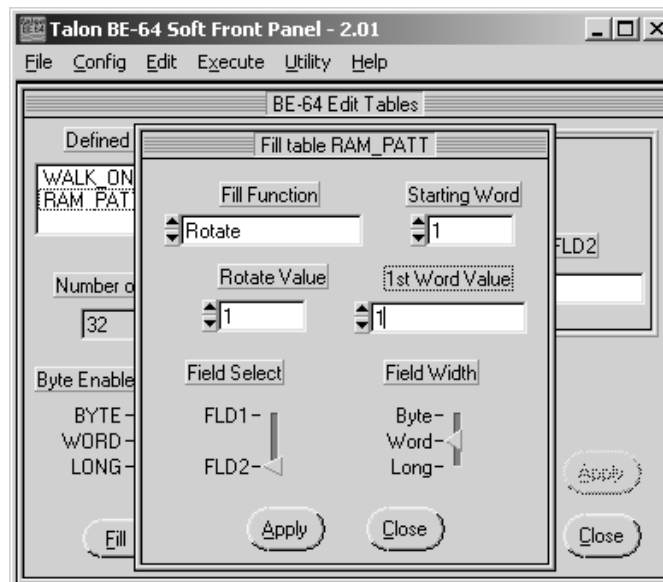 Talon BE-64 Soft Front Panel - 2.01
File Config Edit Execute Utility Help
BE-64 Edit Tables
Defined
WALK_ON
RAM_PATT
Number o
32
Byte Enable
BYTE
WORD
LONG
Fill
Fill table RAM_PATT
Fill Function
Starting Word
Rotate
1
Rotate Value
1st Word Value
1
1
Field Select
Field Width
FLD1
FLD2
Byte
Word
Long
Apply
Close
FLD2
Apply
Close